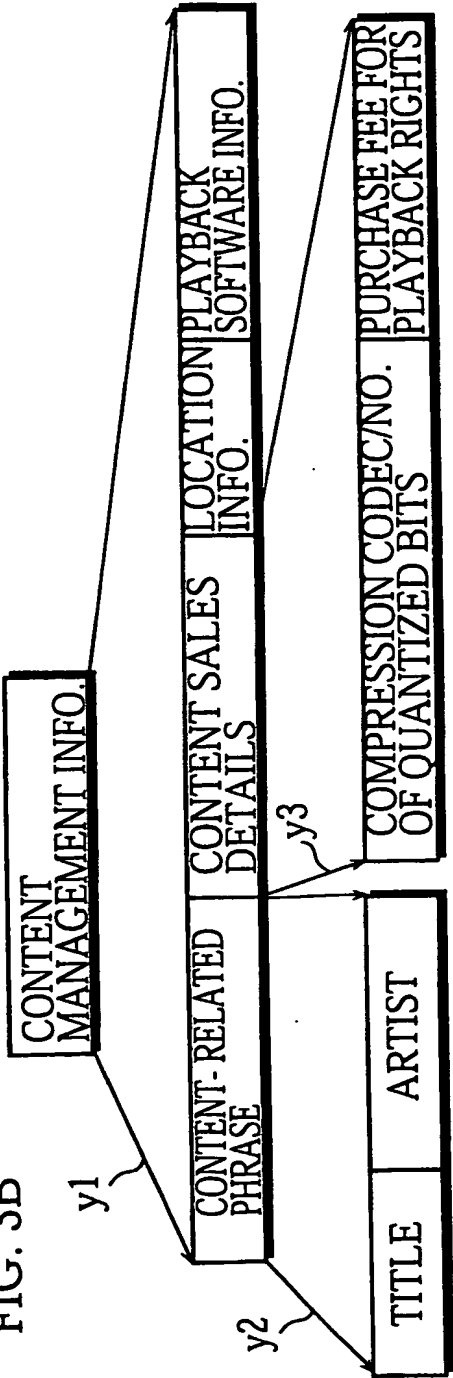 FIG. 3B
CONTENT
MANAGEMENT INFO.
y1
CONTENT-RELATED
PHRASE
CONTENT SALES
DETAILS
LOCATION
INFO.
PLAYBACK
SOFTWARE INFO.
y2
y3
TITLE
ARTIST
COMPRESSION CODEC/NO.
OF QUANTIZED BITS
PURCHASE FEE FOR
PLAYBACK RIGHTS